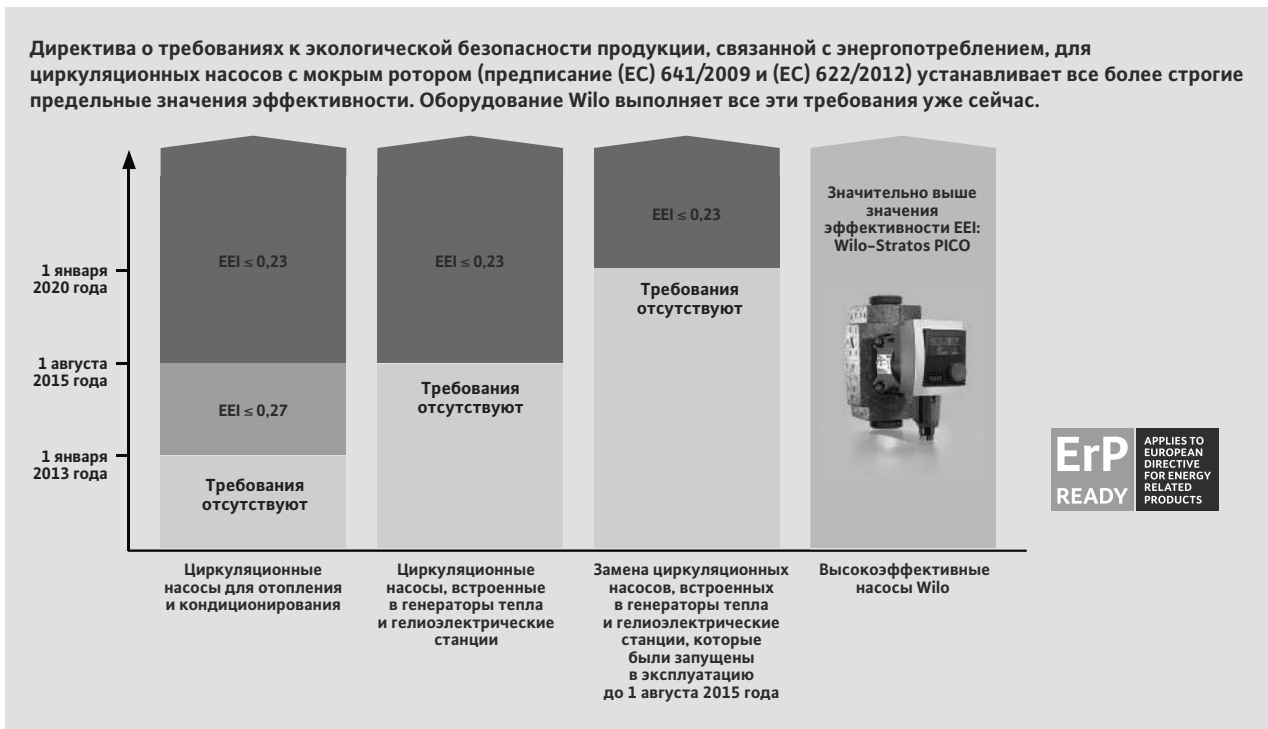 Директива о требованиях к экологической безопасности продукции, связанной с энергопотреблением, для
циркуляционных насосов с мокрым ротором (предписание (ЕС) 641/2009 и (ЕС) 622/2012) устанавливает все более строгие
предельные значения эффективности. Оборудование Wilo выполняет все эти требования уже сейчас.
1 января
2020 года
1 августа
2015 года
1 января
2013 года
EEI ≤ 0,23
EEI ≤ 0,27
Требования
отсутствуют
EEI ≤ 0,23
Требования
отсутствуют
EEI ≤ 0,23
Требования
отсутствуют
Значительно выше
значения
эффективности EEI:
Wilo-Stratos PICO
Циркуляционные
насосы для отопления
и кондиционирования
Циркуляционные
насосы, встроенные
в генераторы тепла
и гелиоэлектрические
станции
Замена циркуляционных
насосов, встроенных
в генераторы тепла
и гелиоэлектрические
станции, которые
были запущены
в эксплуатацию
до 1 августа 2015 года
Высокоэффективные
насосы Wilo
ErP
READY
APPLIES TO
EUROPEAN
DIRECTIVE
FOR ENERGY
RELATED
PRODUCTS